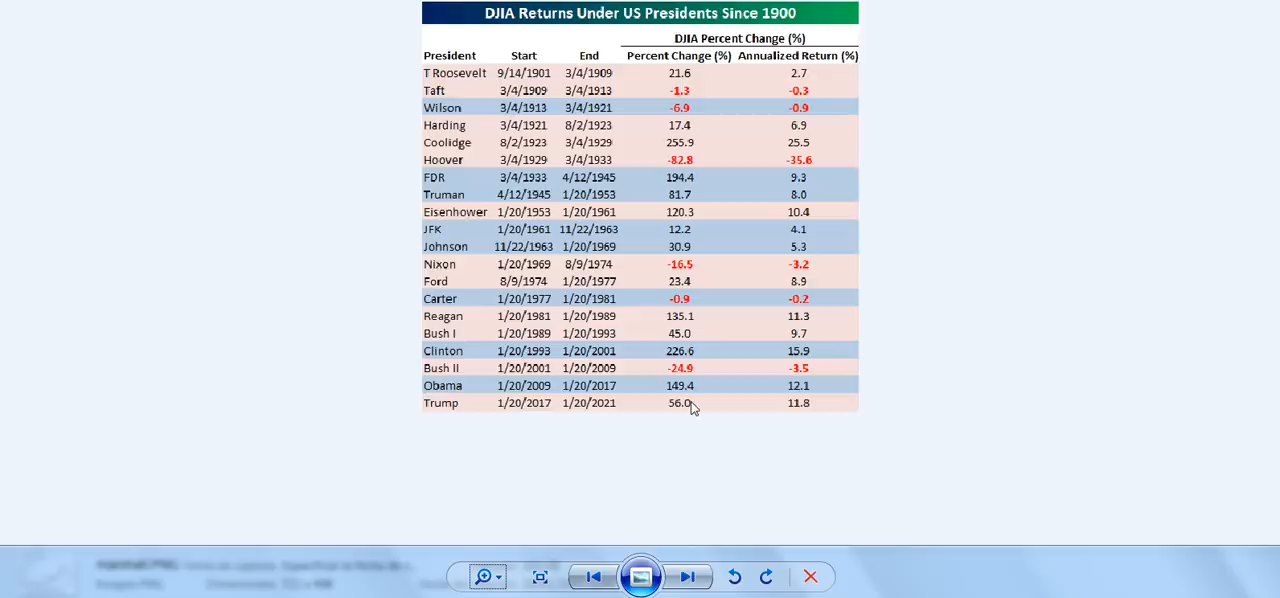 DJIA Returns Under US Presidents Since 1900
DJIA Percent Change (%)
President Start End Percent Change (%) Annualized Return (%)
T Roosevelt 9/14/1901 3/4/1909 21.6 2.7
Taft 3/4/1909 3/4/1913 -1.3 -0.3
Wilson 3/4/1913 3/4/1921 -6.9 -0.9
Harding 3/4/1921 8/2/1923 17.4 6.9
Coolidge 8/2/1923 3/4/1929 255.9 25.5
Hoover 3/4/1929 3/4/1933 -82.8 -35.6
FDR 3/4/1933 4/12/1945 194.4 9.3
Truman 4/12/1945 1/20/1953 81.7 8.0
Eisenhower 1/20/1953 1/20/1961 120.3 10.4
JFK 1/20/1961 11/22/1963 12.2 4.1
Johnson 11/22/1963 1/20/1969 30.9 5.3
Nixon 1/20/1969 8/9/1974 -16.5 -3.2
Ford 8/9/1974 1/20/1977 23.4 8.9
Carter 1/20/1977 1/20/1981 -0.9 -0.2
Reagan 1/20/1981 1/20/1989 135.1 11.3
Bush I 1/20/1989 1/20/1993 45.0 9.7
Clinton 1/20/1993 1/20/2001 226.6 15.9
Bush II 1/20/2001 1/20/2009 -24.9 -3.5
Obama 1/20/2009 1/20/2017 149.4 12.1
Trump 1/20/2017 1/20/2021 56.0 11.8